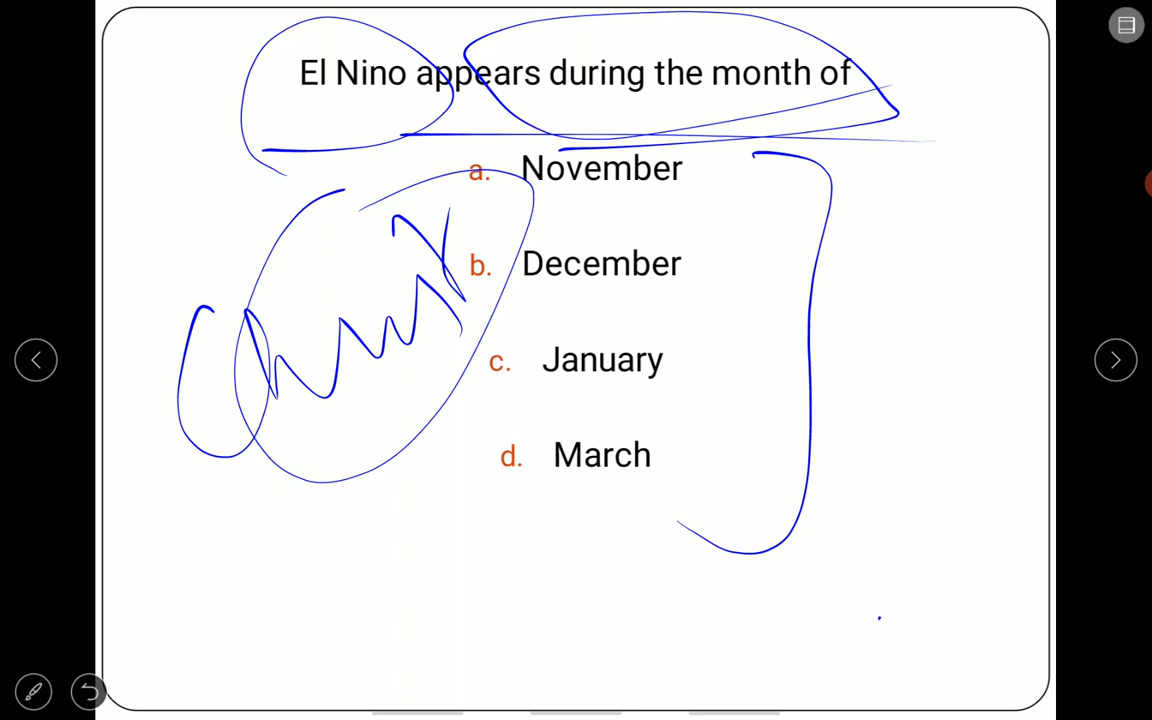 El Nino appears during the month of
a. November
b. December
c. January
d. March